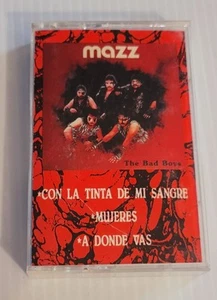 mazz
The Bad Boys
*CON LA TINTA DE MI SANGRE
*MUJERES
*A DONDE VAS